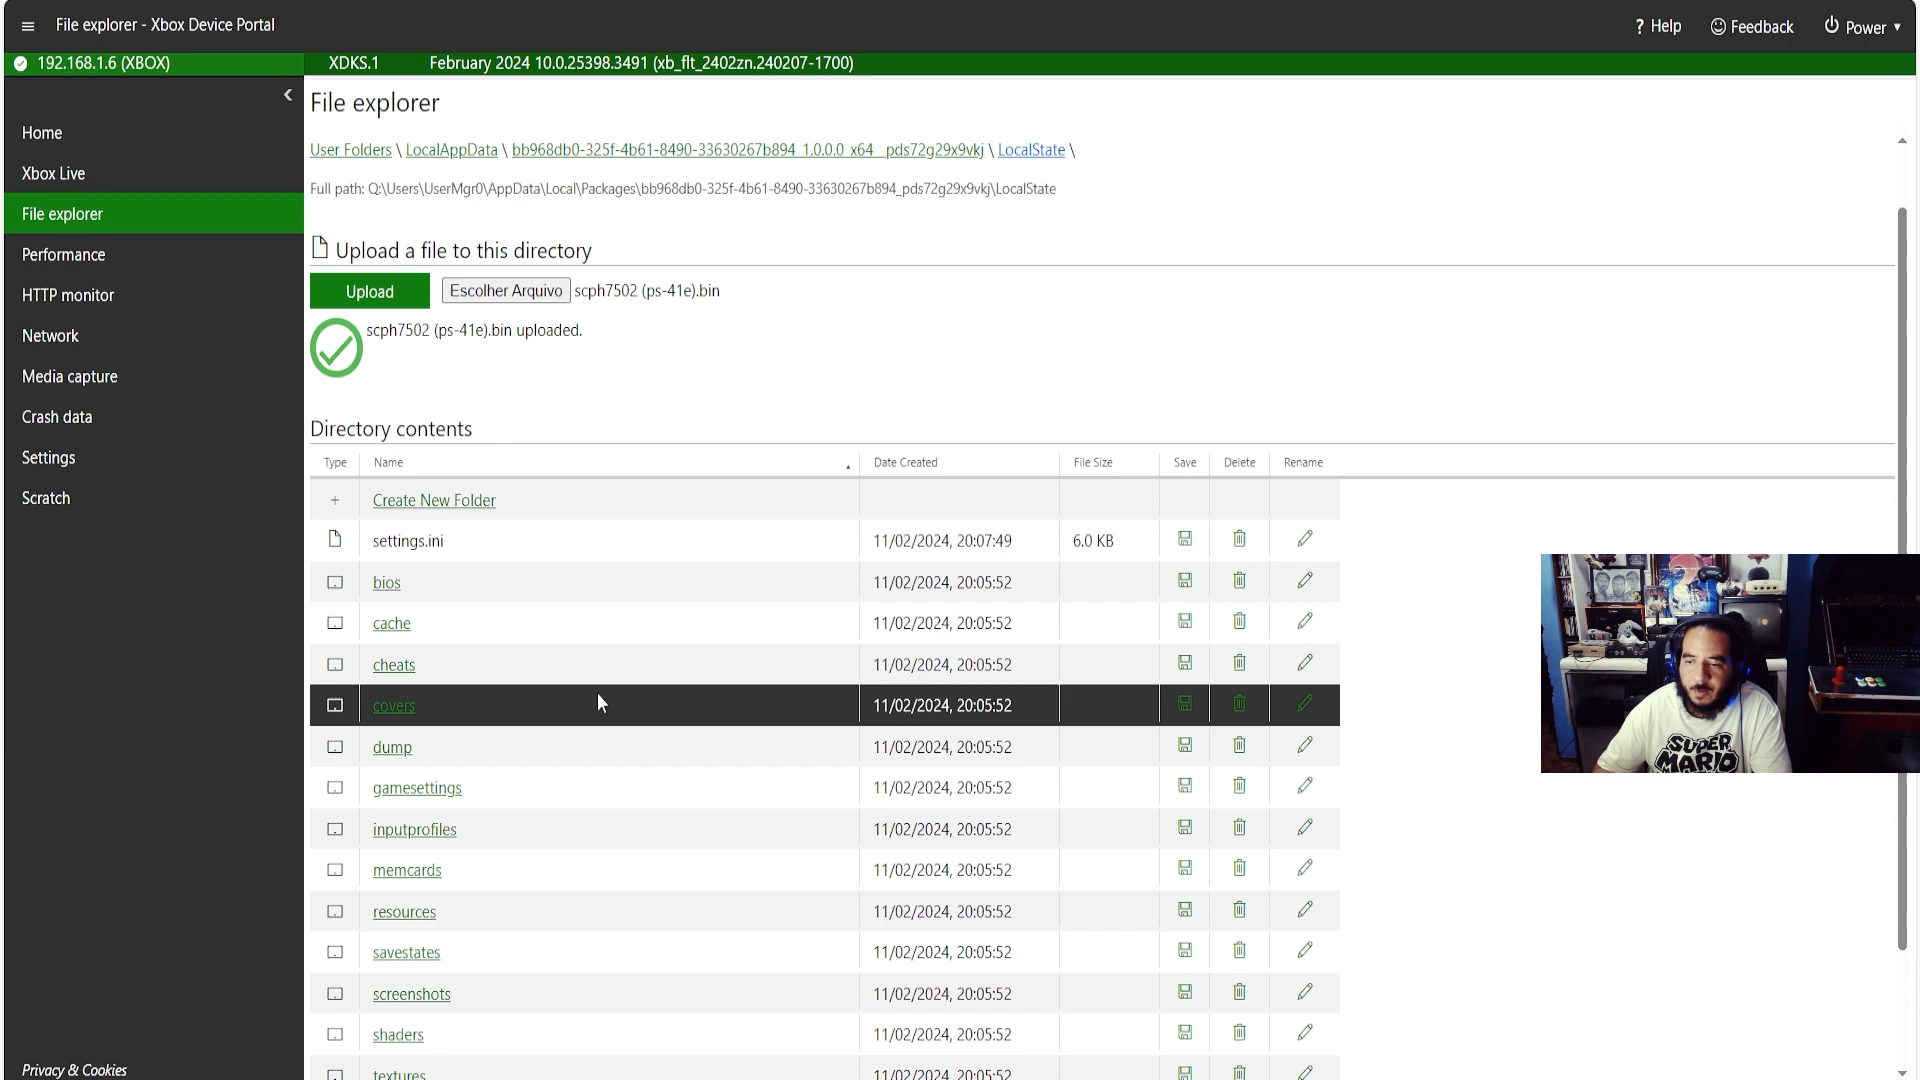 File explorer - Xbox Device Portal
? Help
Feedback
Power
192.168.1.6 (XBOX)
XDKS.1
February 2024 10.0.25398.3491 (xb_flt_2402zn.240207-1700)
Home
Xbox Live
File explorer
Performance
HTTP monitor
Network
Media capture
Crash data
Settings
Scratch
Privacy & Cookies
File explorer
User Folders \ LocalAppData \ bb968db0-325f-4b61-8490-33630267b894_1.0.0.0_x64__pds72g29x9vkj \ LocalState \
Full path: Q:\Users\UserMgr0\AppData\Local\Packages\bb968db0-325f-4b61-8490-33630267b894_pds72g29x9vkj\LocalState
Upload a file to this directory
Upload Escolher Arquivo scph7502 (ps-41e).bin
scph7502 (ps-41e).bin uploaded.
Directory contents
Type Name Date Created File Size Save Delete Rename
+ Create New Folder
settings.ini 11/02/2024, 20:07:49 6.0 KB
bios 11/02/2024, 20:05:52
cache 11/02/2024, 20:05:52
cheats 11/02/2024, 20:05:52
covers 11/02/2024, 20:05:52
dump 11/02/2024, 20:05:52
gamesettings 11/02/2024, 20:05:52
inputprofiles 11/02/2024, 20:05:52
memcards 11/02/2024, 20:05:52
resources 11/02/2024, 20:05:52
savestates 11/02/2024, 20:05:52
screenshots 11/02/2024, 20:05:52
shaders 11/02/2024, 20:05:52
textures 11/02/2024, 20:05:52
SUPER
MARIO